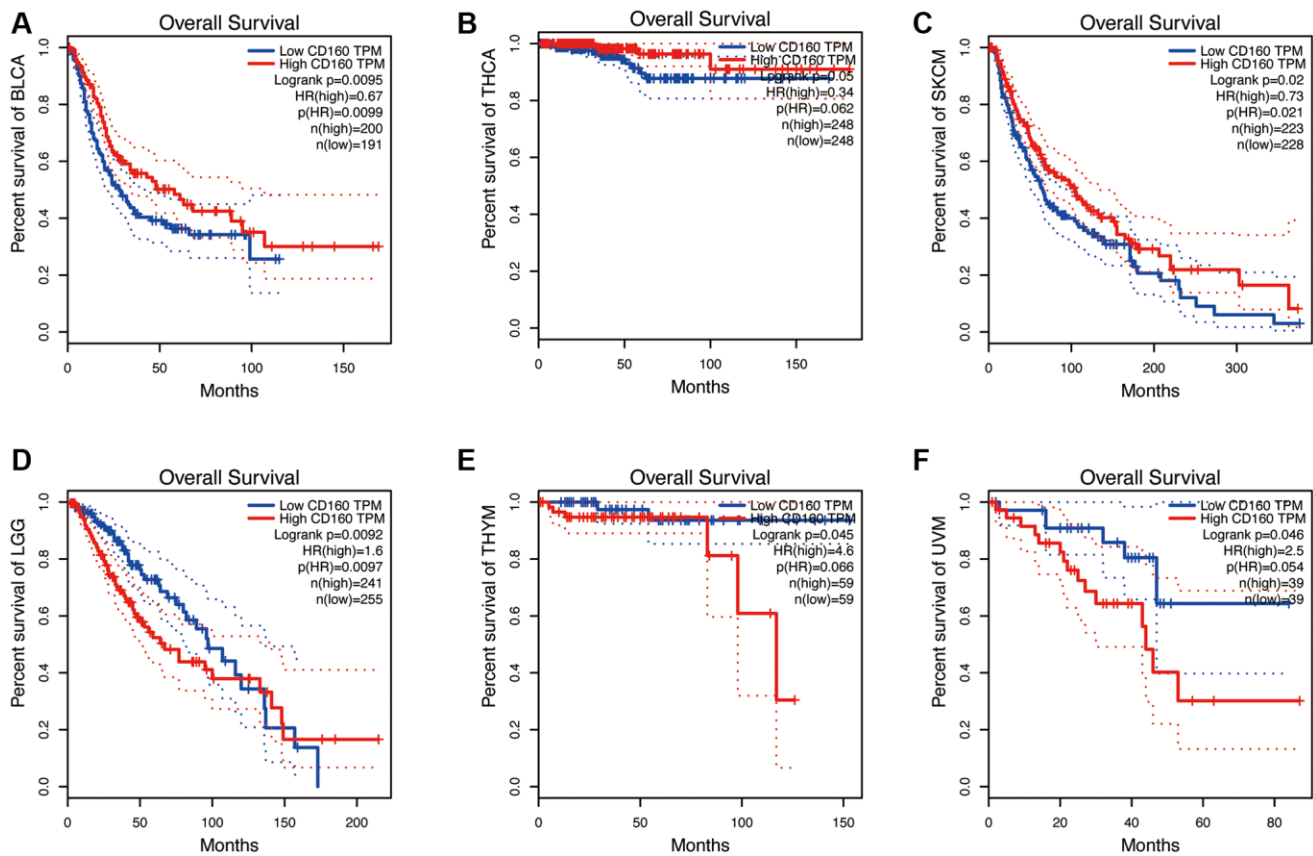 A
Overall Survival
Low CD160 TPM
High CD160 TPM
Logrank p=0.0095
HR(high)=0.67
p(HR)=0.0099
n(high)=200
n(low)=191
Percent survival of BLCA
1.0
0.8
0.6
0.4
0.2
0.0
0 50 100 150
Months
B
Overall Survival
Low CD160 TPM
High CD160 TPM
Logrank p=0.05
HR(high)=0.34
p(HR)=0.062
n(high)=248
n(low)=248
Percent survival of THCA
1.0
0.8
0.6
0.4
0.2
0.0
0 50 100 150
Months
C
Overall Survival
Low CD160 TPM
High CD160 TPM
Logrank p=0.02
HR(high)=0.73
p(HR)=0.021
n(high)=223
n(low)=228
Percent survival of SKCM
1.0
0.8
0.6
0.4
0.2
0.0
0 100 200 300
Months
D
Overall Survival
Low CD160 TPM
High CD160 TPM
Logrank p=0.0092
HR(high)=1.6
p(HR)=0.0097
n(high)=241
n(low)=255
Percent survival of LGG
1.0
0.8
0.6
0.4
0.2
0.0
0 50 100 150 200
Months
E
Overall Survival
Low CD160 TPM
High CD160 TPM
Logrank p=0.045
HR(high)=4.6
p(HR)=0.066
n(high)=59
n(low)=59
Percent survival of THYM
1.0
0.8
0.6
0.4
0.2
0.0
0 50 100 150
Months
F
Overall Survival
Low CD160 TPM
High CD160 TPM
Logrank p=0.046
HR(high)=2.5
p(HR)=0.054
n(high)=39
n(low)=39
Percent survival of UVM
1.0
0.8
0.6
0.4
0.2
0.0
0 20 40 60 80
Months